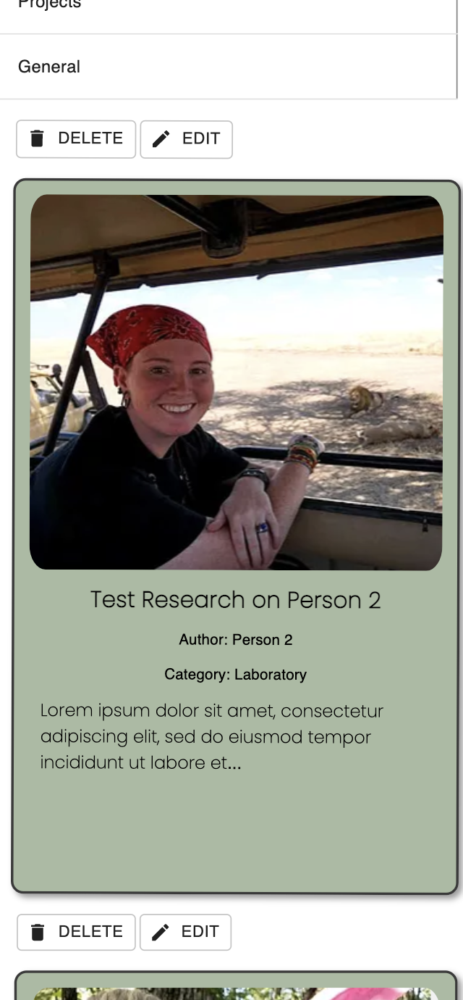 Projects
General
DELETE
EDIT
Test Research on Person 2
Author: Person 2
Category: Laboratory
Lorem ipsum dolor sit amet, consectetur
adipiscing elit, sed do eiusmod tempor
incididunt ut labore et...
DELETE
EDIT